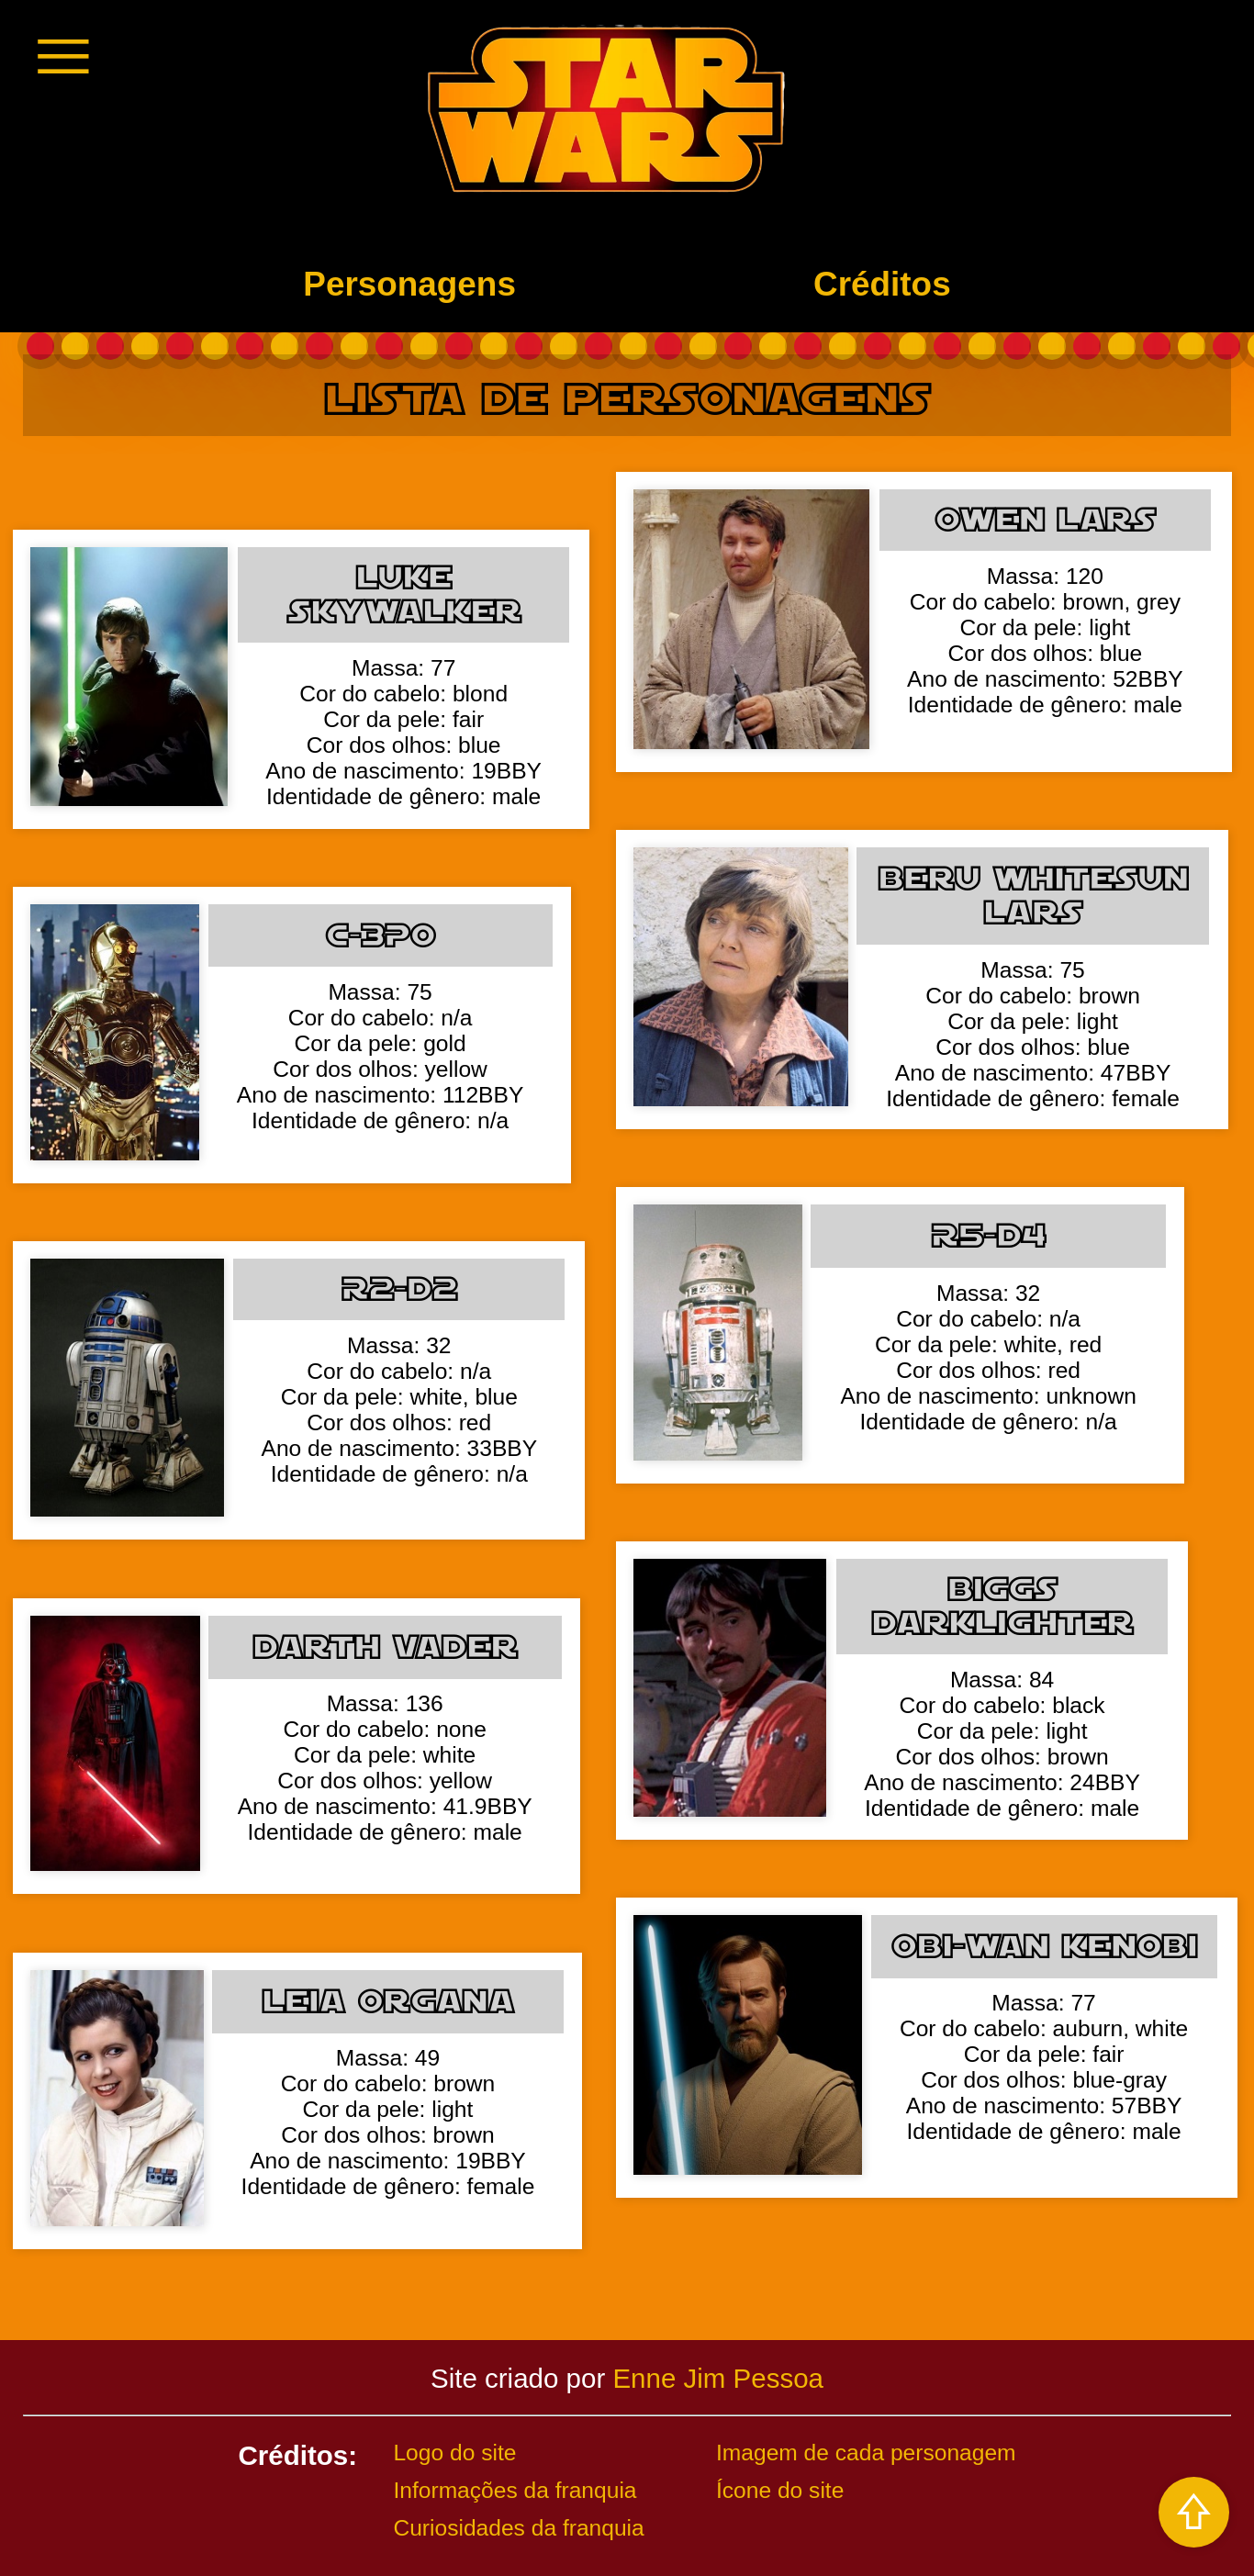 STAR
WARS
Personagens
Créditos
LISTA DE PERSONAGENS
LUKE
SKYWALKER
Massa: 77
Cor do cabelo: blond
Cor da pele: fair
Cor dos olhos: blue
Ano de nascimento: 19BBY
Identidade de gênero: male
C-3PO
Massa: 75
Cor do cabelo: n/a
Cor da pele: gold
Cor dos olhos: yellow
Ano de nascimento: 112BBY
Identidade de gênero: n/a
R2-D2
Massa: 32
Cor do cabelo: n/a
Cor da pele: white, blue
Cor dos olhos: red
Ano de nascimento: 33BBY
Identidade de gênero: n/a
DARTH VADER
Massa: 136
Cor do cabelo: none
Cor da pele: white
Cor dos olhos: yellow
Ano de nascimento: 41.9BBY
Identidade de gênero: male
LEIA ORGANA
Massa: 49
Cor do cabelo: brown
Cor da pele: light
Cor dos olhos: brown
Ano de nascimento: 19BBY
Identidade de gênero: female
OWEN LARS
Massa: 120
Cor do cabelo: brown, grey
Cor da pele: light
Cor dos olhos: blue
Ano de nascimento: 52BBY
Identidade de gênero: male
BERU WHITESUN
LARS
Massa: 75
Cor do cabelo: brown
Cor da pele: light
Cor dos olhos: blue
Ano de nascimento: 47BBY
Identidade de gênero: female
R5-D4
Massa: 32
Cor do cabelo: n/a
Cor da pele: white, red
Cor dos olhos: red
Ano de nascimento: unknown
Identidade de gênero: n/a
BIGGS
DARKLIGHTER
Massa: 84
Cor do cabelo: black
Cor da pele: light
Cor dos olhos: brown
Ano de nascimento: 24BBY
Identidade de gênero: male
OBI-WAN KENOBI
Massa: 77
Cor do cabelo: auburn, white
Cor da pele: fair
Cor dos olhos: blue-gray
Ano de nascimento: 57BBY
Identidade de gênero: male
Site criado por Enne Jim Pessoa
Créditos:
Logo do site
Informações da franquia
Curiosidades da franquia
Imagem de cada personagem
Ícone do site